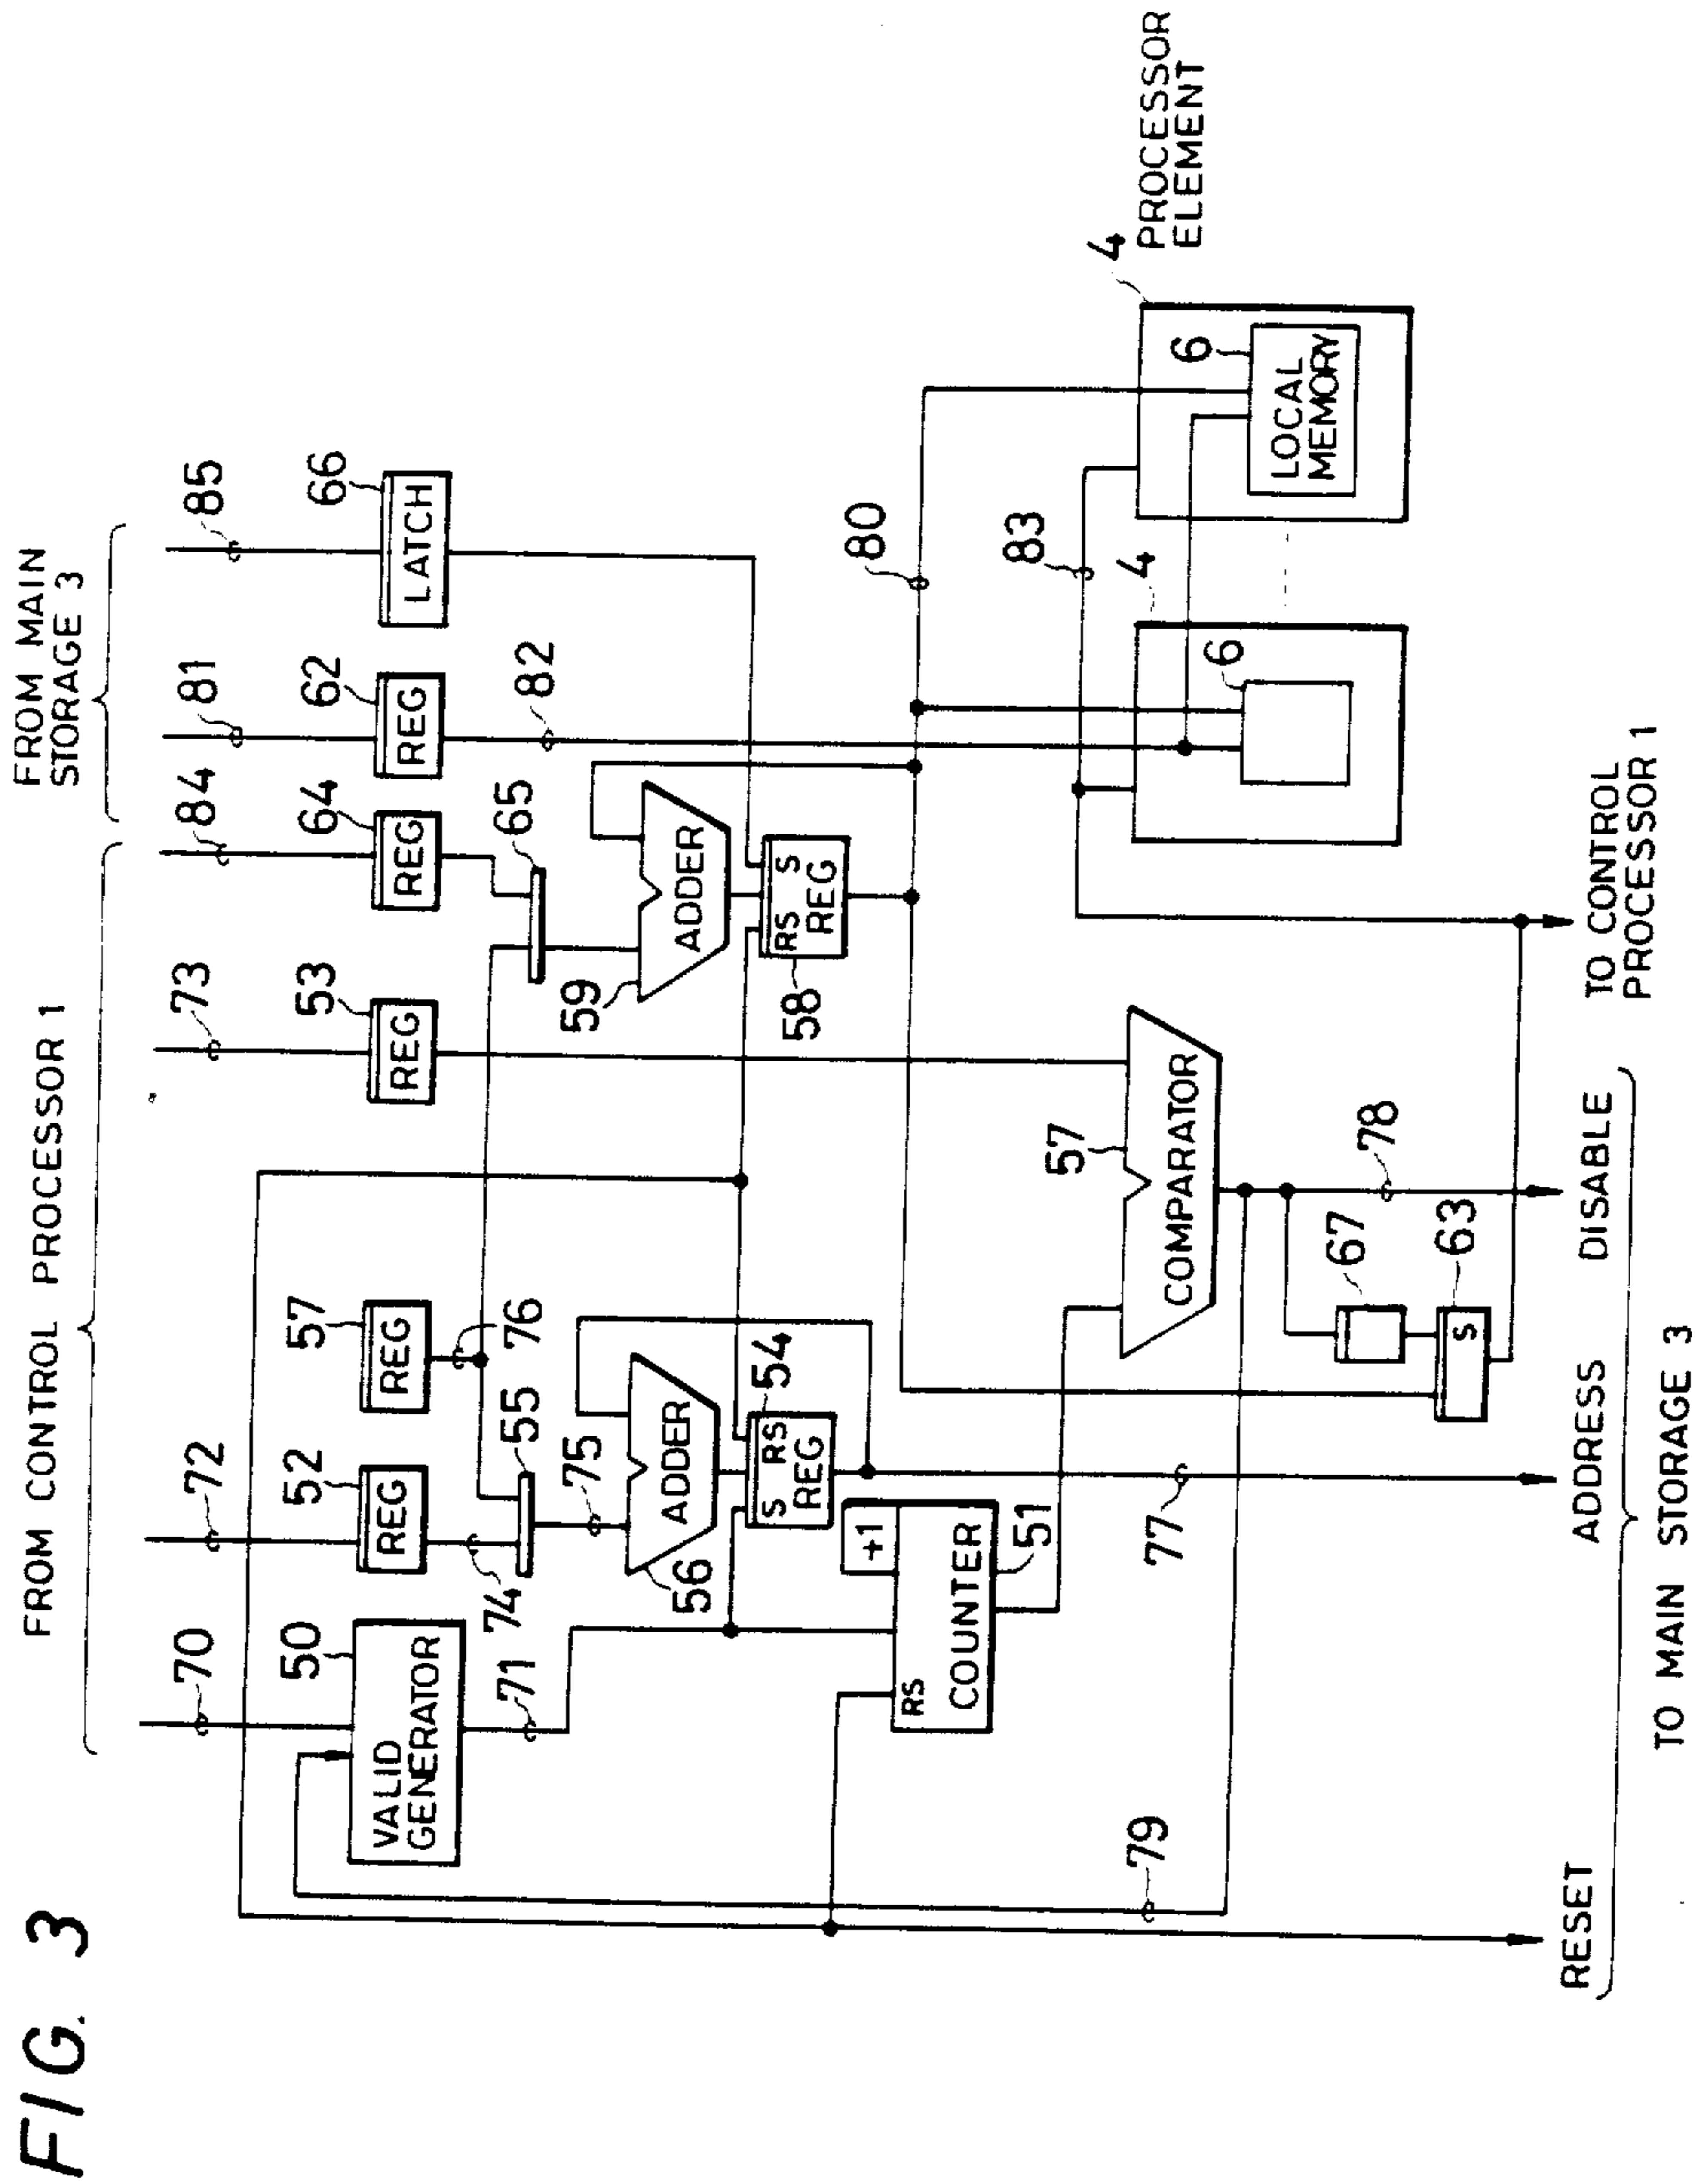 FIG. 3
FROM CONTROL PROCESSOR 1
FROM MAIN
STORAGE 3
70
72
73
84
81
85
50
VALID
GENERATOR
52
REG
57
REG
53
REG
64
REG
62
REG
66
LATCH
71
74
55
76
65
82
75
56
ADDER
59
ADDER
S RS
REG
54
RS S
REG
58
80
+1
RS
COUNTER
51
83
4
6
4
PROCESSOR
ELEMENT
6
LOCAL
MEMORY
57
COMPARATOR
77
79
78
67
63
S
RESET
ADDRESS
DISABLE
TO MAIN STORAGE 3
TO CONTROL
PROCESSOR 1